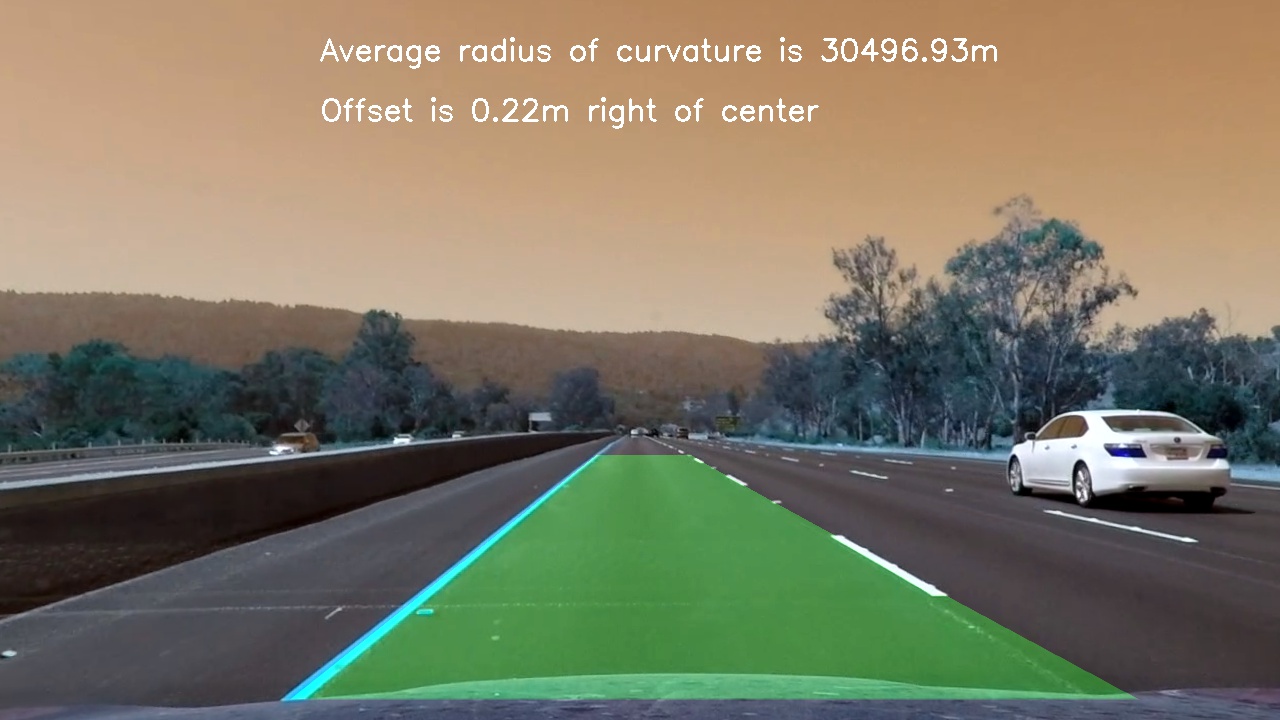 Average radius of curvature is 30496.93m
Offset is 0.22m right of center